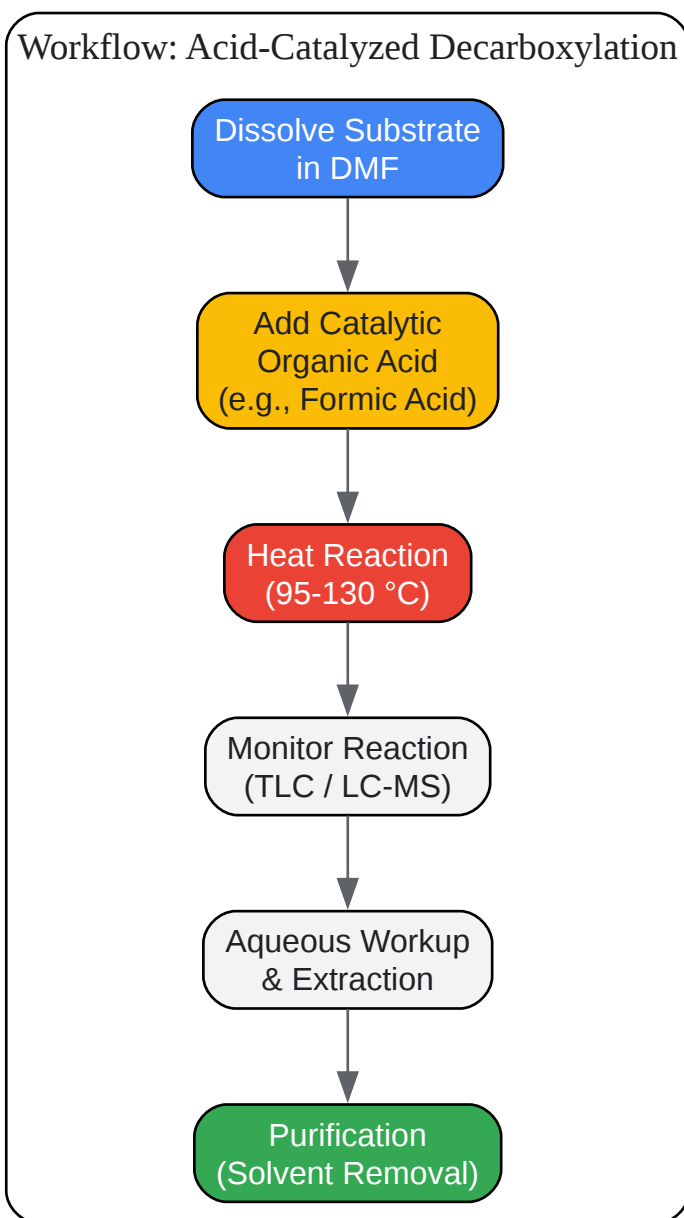 Workflow: Acid-Catalyzed Decarboxylation
Dissolve Substrate
in DMF
Add Catalytic
Organic Acid
(e.g., Formic Acid)
Heat Reaction
(95-130 °C)
Monitor Reaction
(TLC / LC-MS)
Aqueous Workup
& Extraction
Purification
(Solvent Removal)